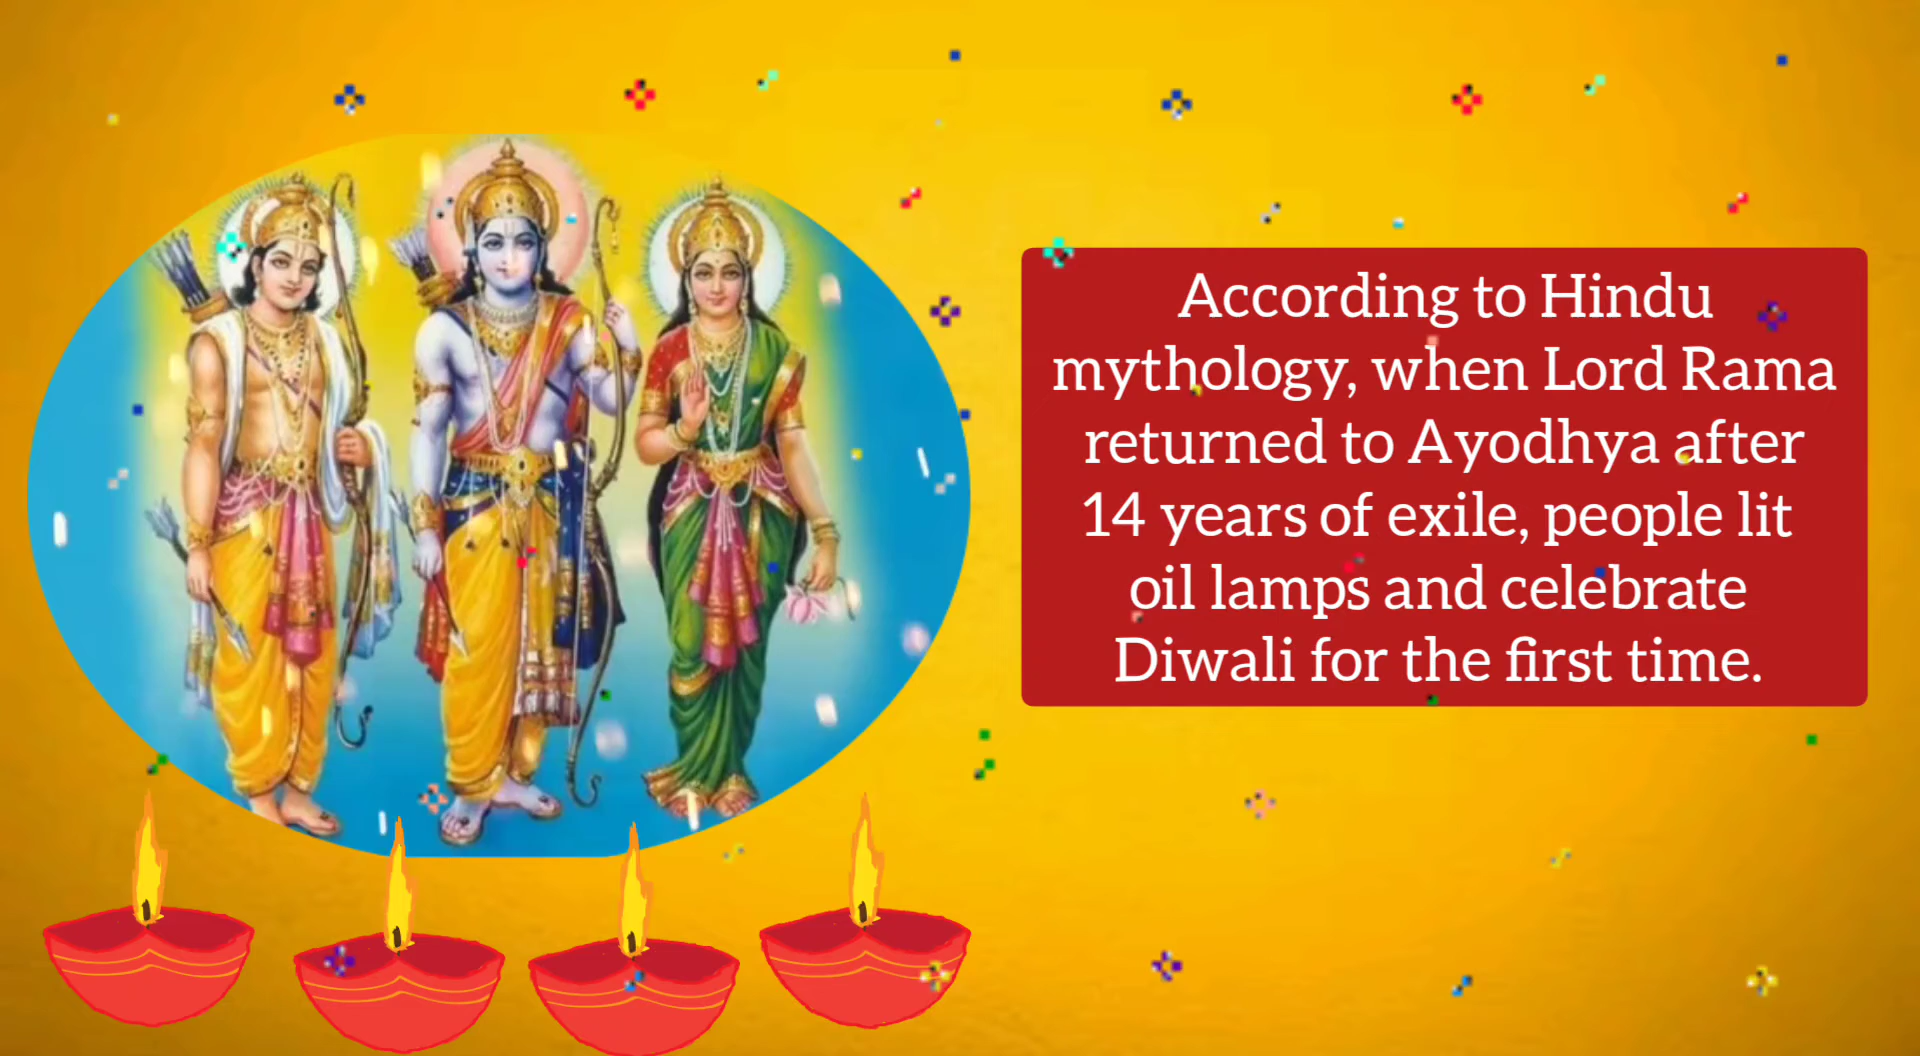 According to Hindu
mythology, when Lord Rama
returned to Ayodhya after
14 years of exile, people lit
oil lamps and celebrate
Diwali for the first time.